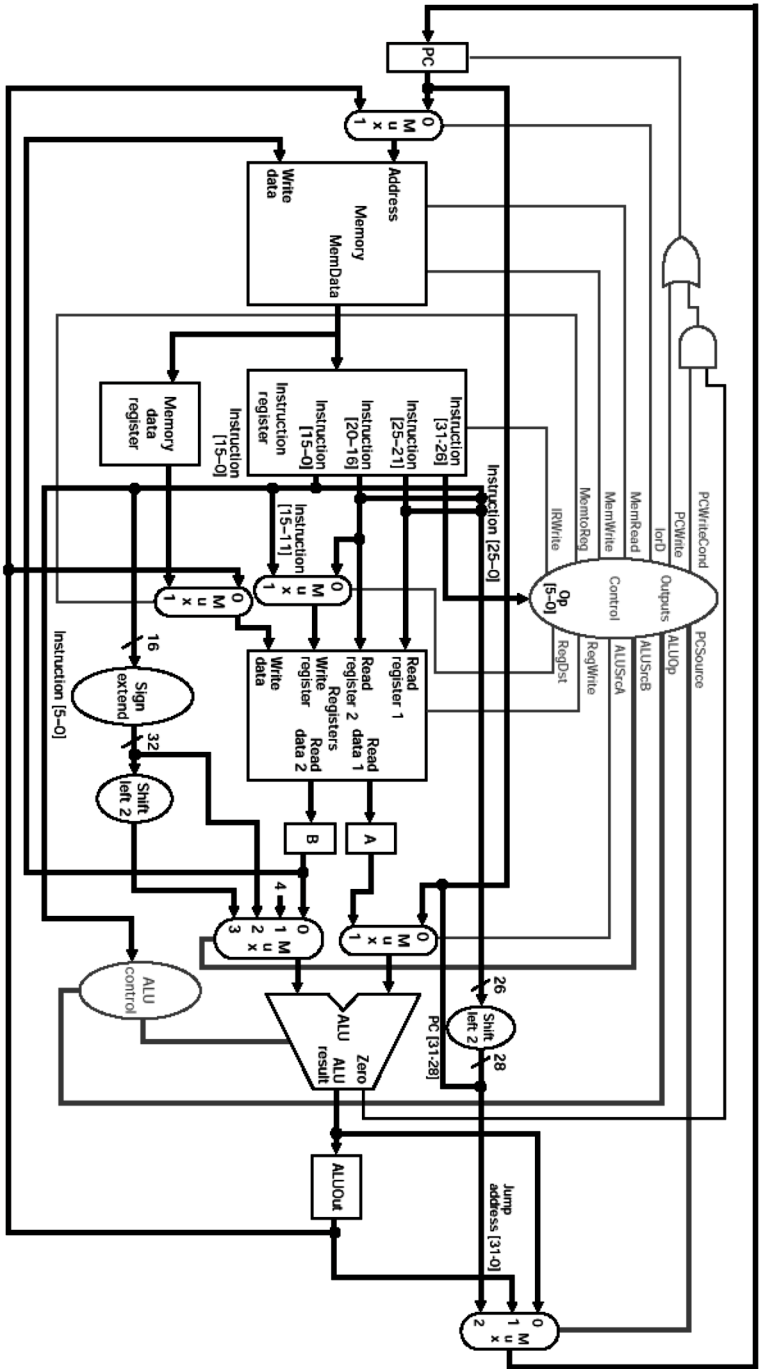 PCWriteCond
PCWrite
IorD
MemRead
MemWrite
MemtoReg
IRWrite
PCSource
ALUOp
ALUSrcB
ALUSrcA
RegWrite
RegDst
Outputs
Control
Op
[5–0]
PC
0
M
u
x
1
Address
Memory
MemData
Write
data
Instruction
[31-26]
Instruction
[25–21]
Instruction
[20–16]
Instruction
[15–0]
Instruction
register
Instruction
[15–0]
Memory
data
register
Instruction [25–0]
Instruction
[15–11]
0
M
u
x
1
0
M
u
x
1
Read
register 1
Read
register 2
Write
register
Write
data
Registers
Read
data 1
Read
data 2
16
Sign
extend
32
Shift
left 2
Instruction [5–0]
A
B
4
0
M
u
x
1
0
1
M
u
2
x
3
26
Shift
left 2
28
PC [31-28]
Zero
ALU
ALU
result
ALU
control
ALUOut
Jump
address [31-0]
0
M
1
u
x
2